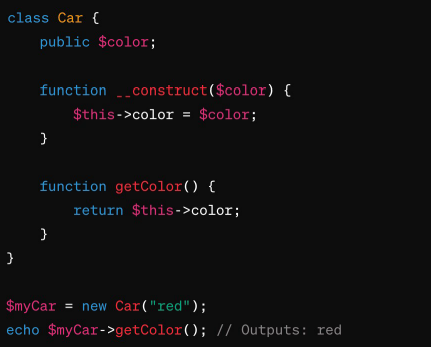 class Car {
    public $color;

    function __construct($color) {
        $this->color = $color;
    }

    function getColor() {
        return $this->color;
    }
}

$myCar = new Car("red");
echo $myCar->getColor(); // Outputs: red